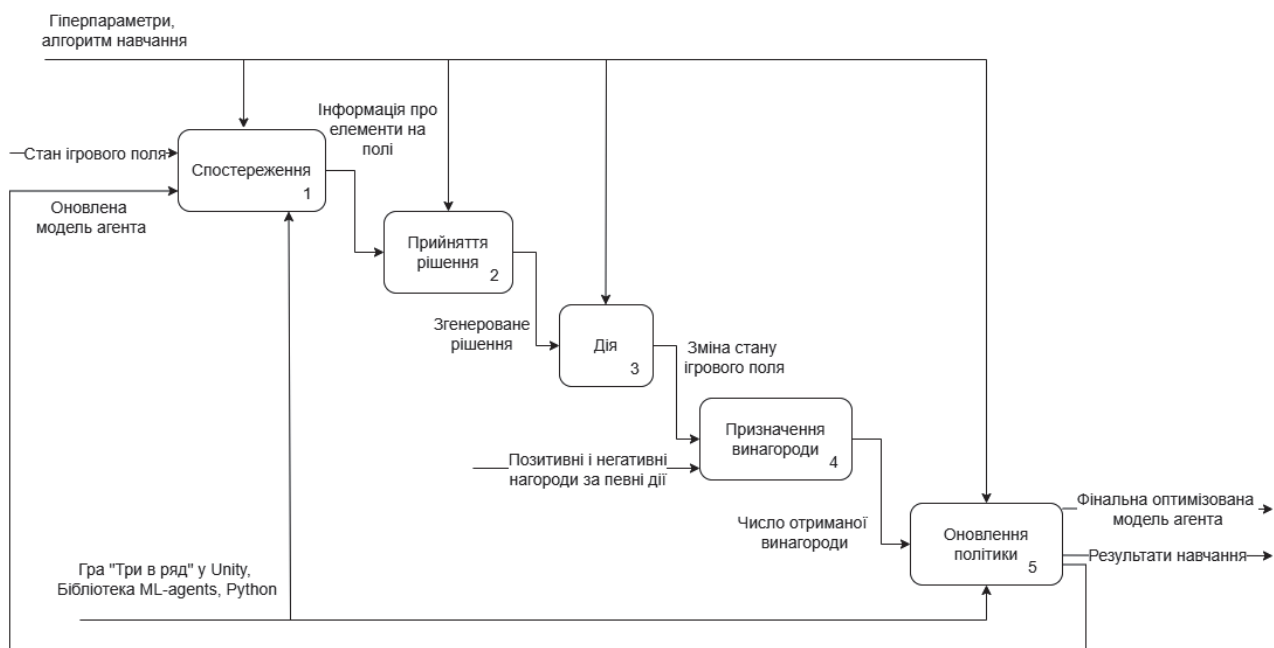 Гіперпараметри,
алгоритм навчання
Інформація про
елементи на
полі
Стан ігрового поля
Спостереження
1
Оновлена
модель агента
Прийняття
рішення
2
Згенероване
рішення
Дія
3
Зміна стану
ігрового поля
Призначення
винагороди
4
Позитивні і негативні
нагороди за певні дії
Число отриманої
винагороди
Оновлення
політики
5
Фінальна оптимізована
модель агента
Результати навчання
Гра "Три в ряд" у Unity,
Бібліотека ML-agents, Python